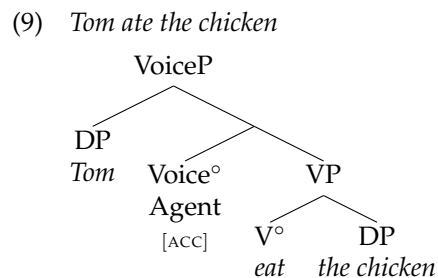 (9) Tom ate the chicken
VoiceP
DP
Tom
Voice° VP
Agent
[ACC]
V° DP
eat the chicken